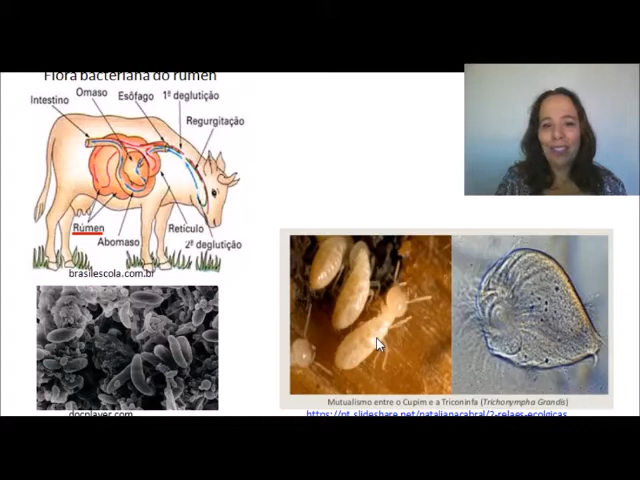 Flora bacteriana do rúmen
Omaso
Esôfago
1ª deglutição
Intestino
Regurgitação
Rúmen
Retículo
Abomaso
2ª deglutição
brasilescola.com.br
docplayer.com
Mutualismo entre o Cupim e a Triconinfa (Trichonympha Grandis)
https://pt.slideshare.net/nataliancabral/2-relaes-ecolgicas